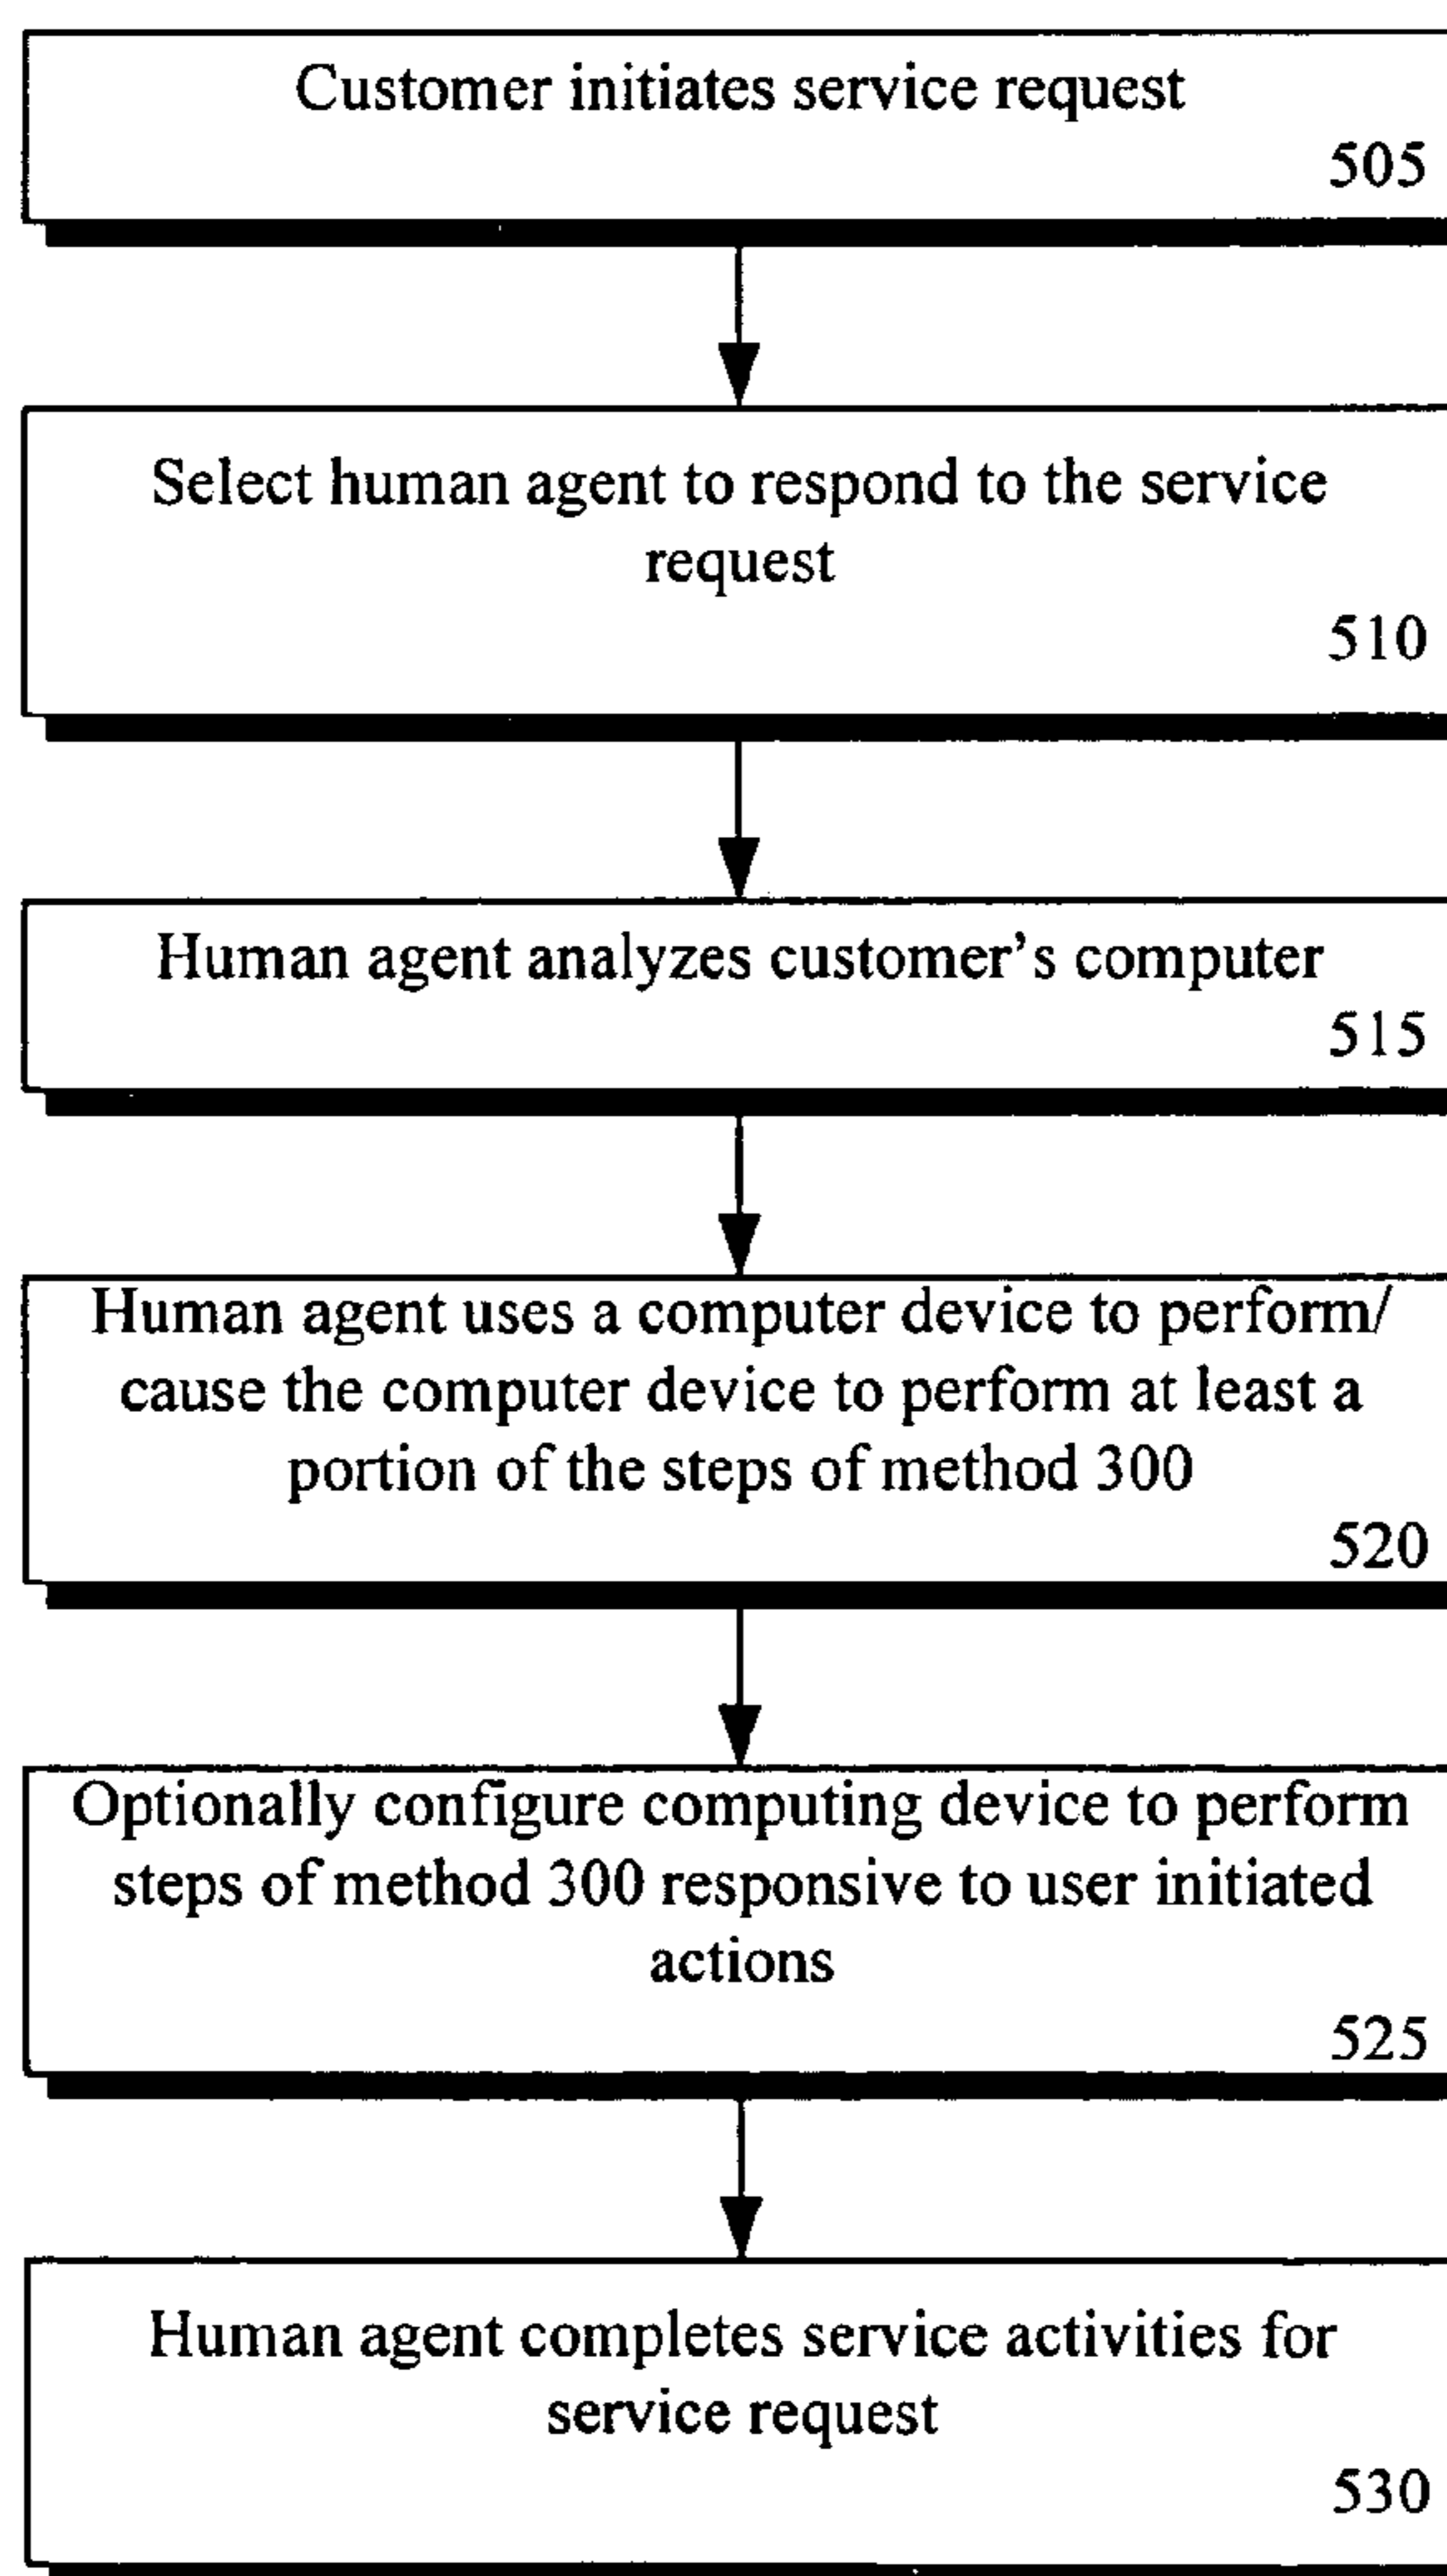 Customer initiates service request
505
Select human agent to respond to the service
request
510
Human agent analyzes customer's computer
515
Human agent uses a computer device to perform/
cause the computer device to perform at least a
portion of the steps of method 300
520
Optionally configure computing device to perform
steps of method 300 responsive to user initiated
actions
525
Human agent completes service activities for
service request
530